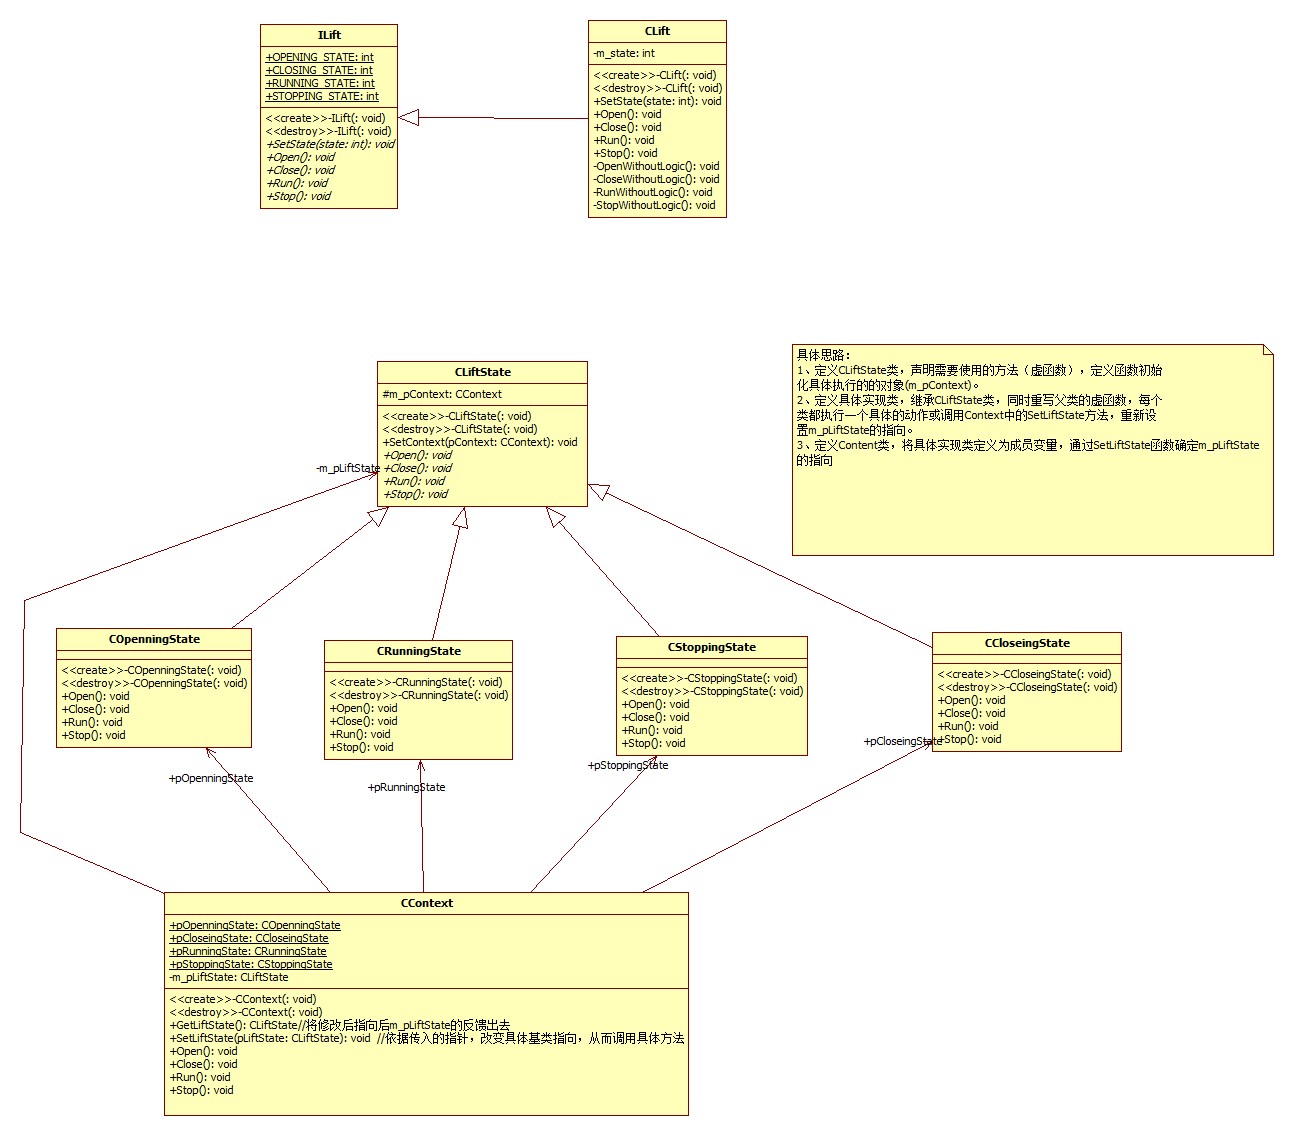 ILift
+OPENING_STATE: int
+CLOSING_STATE: int
+RUNNING_STATE: int
+STOPPING_STATE: int
<<create>>-ILift(: void)
<<destroy>>-ILift(: void)
+SetState(state: int): void
+Open(): void
+Close(): void
+Run(): void
+Stop(): void
CLift
-m_state: int
<<create>>-CLift(: void)
<<destroy>>-CLift(: void)
+SetState(state: int): void
+Open(): void
+Close(): void
+Run(): void
+Stop(): void
-OpenWithoutLogic(): void
-CloseWithoutLogic(): void
-RunWithoutLogic(): void
-StopWithoutLogic(): void
CLiftState
#m_pContext: CContext
<<create>>-CLiftState(: void)
<<destroy>>-CLiftState(: void)
+SetContext(pContext: CContext): void
+Open(): void
+Close(): void
+Run(): void
+Stop(): void
-m_pLiftState
具体思路：
1、定义CLiftState类，声明需要使用的方法（虚函数），定义函数初始
化具体执行的的对象(m_pContext)。
2、定义具体实现类，继承CLiftState类，同时重写父类的虚函数，每个
类都执行一个具体的动作或调用Context中的SetLiftState方法，重新设
置m_pLiftState的指向。
3、定义Content类，将具体实现类定义为成员变量，通过SetLiftState函数确定m_pLiftState
的指向
COpenningState
<<create>>-COpenningState(: void)
<<destroy>>-COpenningState(: void)
+Open(): void
+Close(): void
+Run(): void
+Stop(): void
CRunningState
<<create>>-CRunningState(: void)
<<destroy>>-CRunningState(: void)
+Open(): void
+Close(): void
+Run(): void
+Stop(): void
CStoppingState
<<create>>-CStoppingState(: void)
<<destroy>>-CStoppingState(: void)
+Open(): void
+Close(): void
+Run(): void
+Stop(): void
CCloseingState
<<create>>-CCloseingState(: void)
<<destroy>>-CCloseingState(: void)
+Open(): void
+Close(): void
+Run(): void
+Stop(): void
+pOpenningState
+pRunningState
+pStoppingState
+pCloseingState
CContext
+pOpenningState: COpenningState
+pCloseingState: CCloseingState
+pRunningState: CRunningState
+pStoppingState: CStoppingState
-m_pLiftState: CLiftState
<<create>>-CContext(: void)
<<destroy>>-CContext(: void)
+GetLiftState(): CLiftState//将修改后指向后m_pLiftState的反馈出去
+SetLiftState(pLiftState: CLiftState): void //依据传入的指针，改变具体基类指向，从而调用具体方法
+Open(): void
+Close(): void
+Run(): void
+Stop(): void